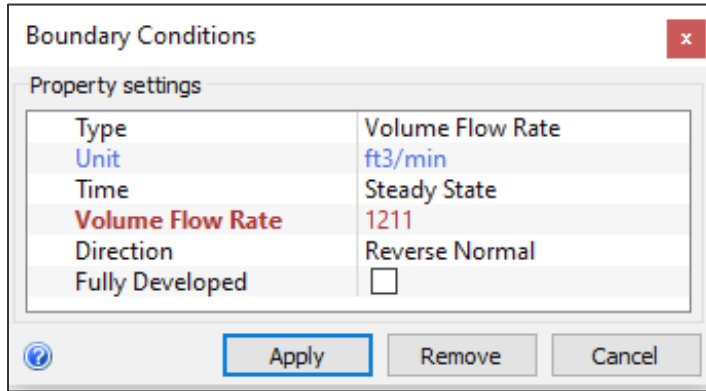 Boundary Conditions
x
Property settings
Type Volume Flow Rate
Unit ft3/min
Time Steady State
Volume Flow Rate 1211
Direction Reverse Normal
Fully Developed
? Apply Remove Cancel